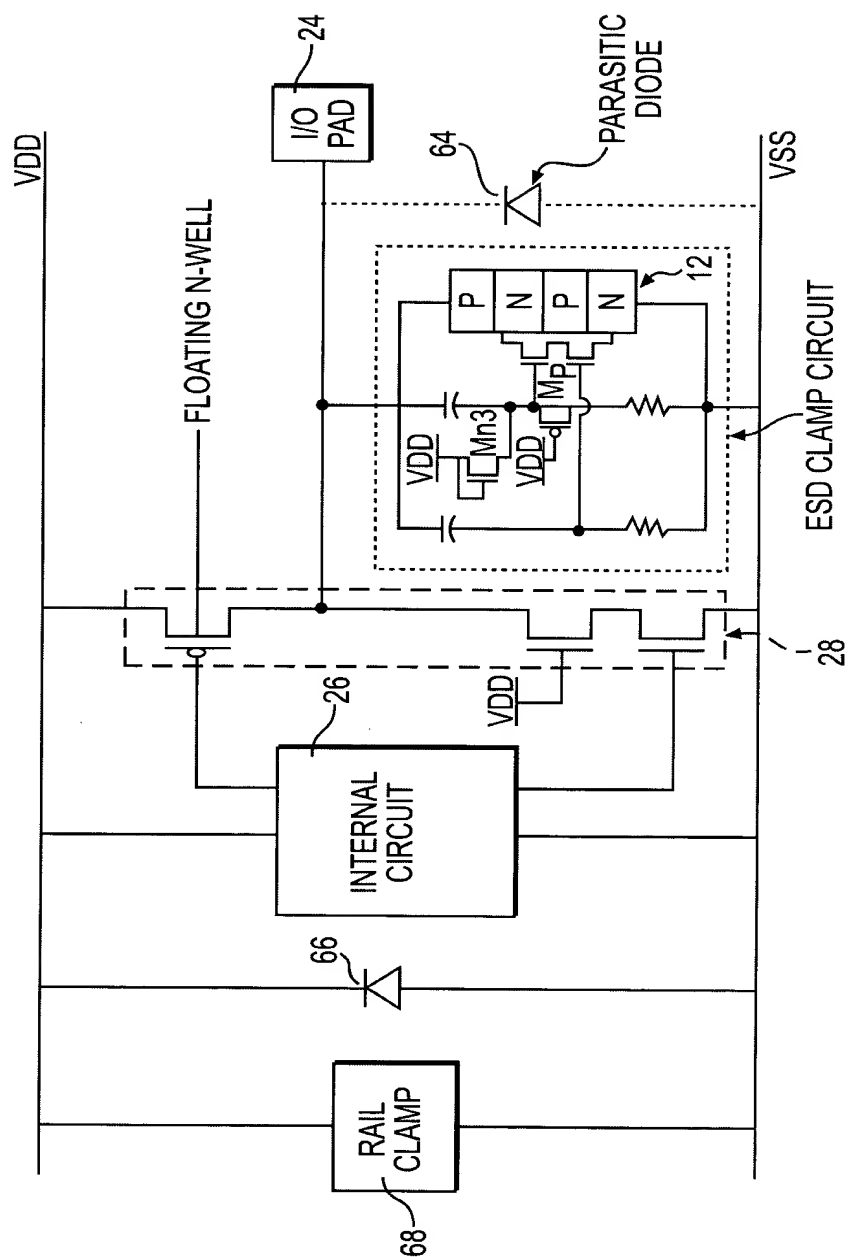 VDD
24
I/O
PAD
FLOATING N-WELL
64
PARASITIC
DIODE
26
INTERNAL
CIRCUIT
66
RAIL
CLAMP
68
VDD
VDD
Mn3
VDD
Mp
P
N
P
N
12
28
ESD CLAMP CIRCUIT
VSS